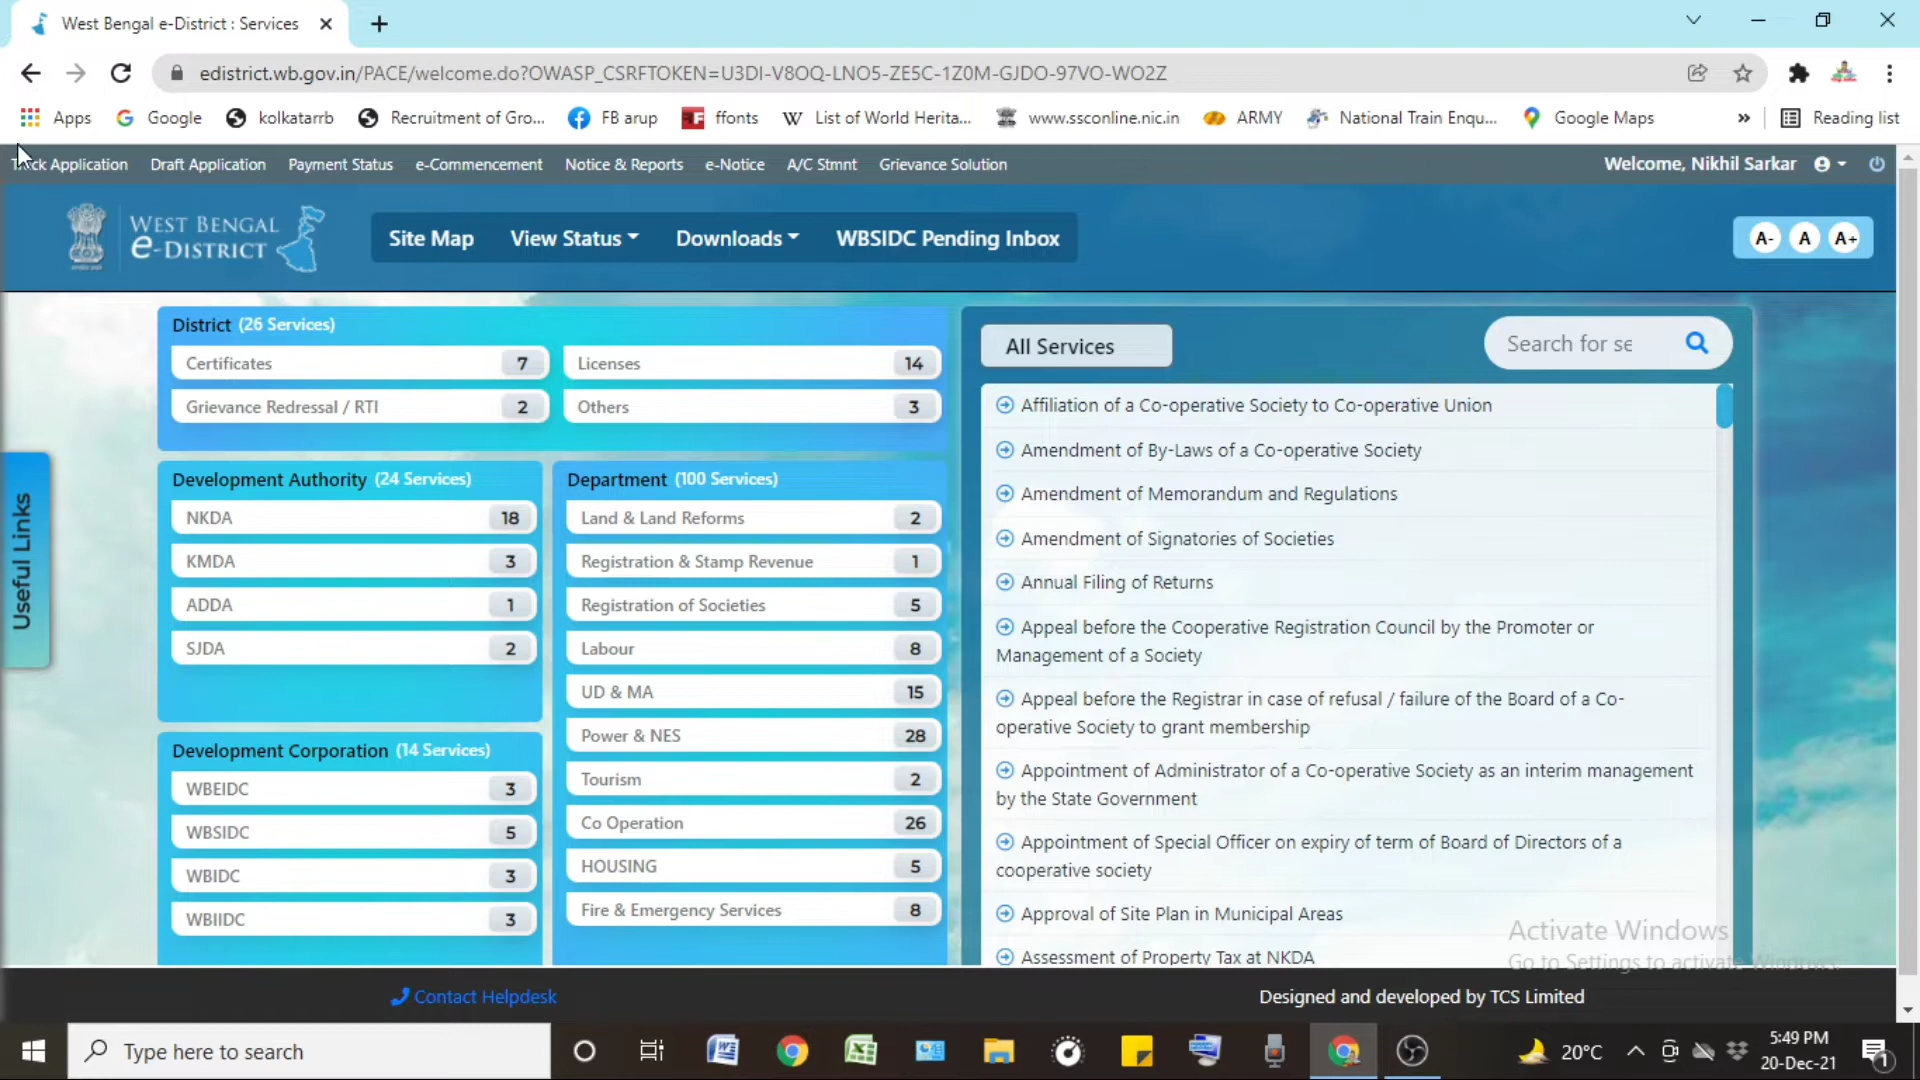 West Bengal e-District : Services
edistrict.wb.gov.in/PACE/welcome.do?OWASP_CSRFTOKEN=U3DI-V8OQ-LNO5-ZE5C-1Z0M-GJDO-97VO-WO2Z
Apps Google kolkatarrb Recruitment of Gro... FB arup ffonts List of World Herita... www.ssconline.nic.in ARMY National Train Enqu... Google Maps » Reading list
Application Draft Application Payment Status e-Commencement Notice & Reports e-Notice A/C Stmnt Grievance Solution Welcome, Nikhil Sarkar
WEST BENGAL
e-DISTRICT
Site Map View Status Downloads WBSIDC Pending Inbox A- A A+
District (26 Services)
Certificates 7
Licenses 14
Grievance Redressal / RTI 2
Others 3
Useful Links
Development Authority (24 Services)
NKDA 18
KMDA 3
ADDA 1
SJDA 2
Development Corporation (14 Services)
WBEIDC 3
WBSIDC 5
WBIDC 3
WBIIDC 3
Department (100 Services)
Land & Land Reforms 2
Registration & Stamp Revenue 1
Registration of Societies 5
Labour 8
UD & MA 15
Power & NES 28
Tourism 2
Co Operation 26
HOUSING 5
Fire & Emergency Services 8
All Services
Search for se
Affiliation of a Co-operative Society to Co-operative Union
Amendment of By-Laws of a Co-operative Society
Amendment of Memorandum and Regulations
Amendment of Signatories of Societies
Annual Filing of Returns
Appeal before the Cooperative Registration Council by the Promoter or
Management of a Society
Appeal before the Registrar in case of refusal / failure of the Board of a Co-
operative Society to grant membership
Appointment of Administrator of a Co-operative Society as an interim management
by the State Government
Appointment of Special Officer on expiry of term of Board of Directors of a
cooperative society
Approval of Site Plan in Municipal Areas
Assessment of Property Tax at NKDA
Activate Windows
Go to Settings to activate Windows.
Contact Helpdesk
Designed and developed by TCS Limited
Type here to search
20°C
5:49 PM
20-Dec-21
1